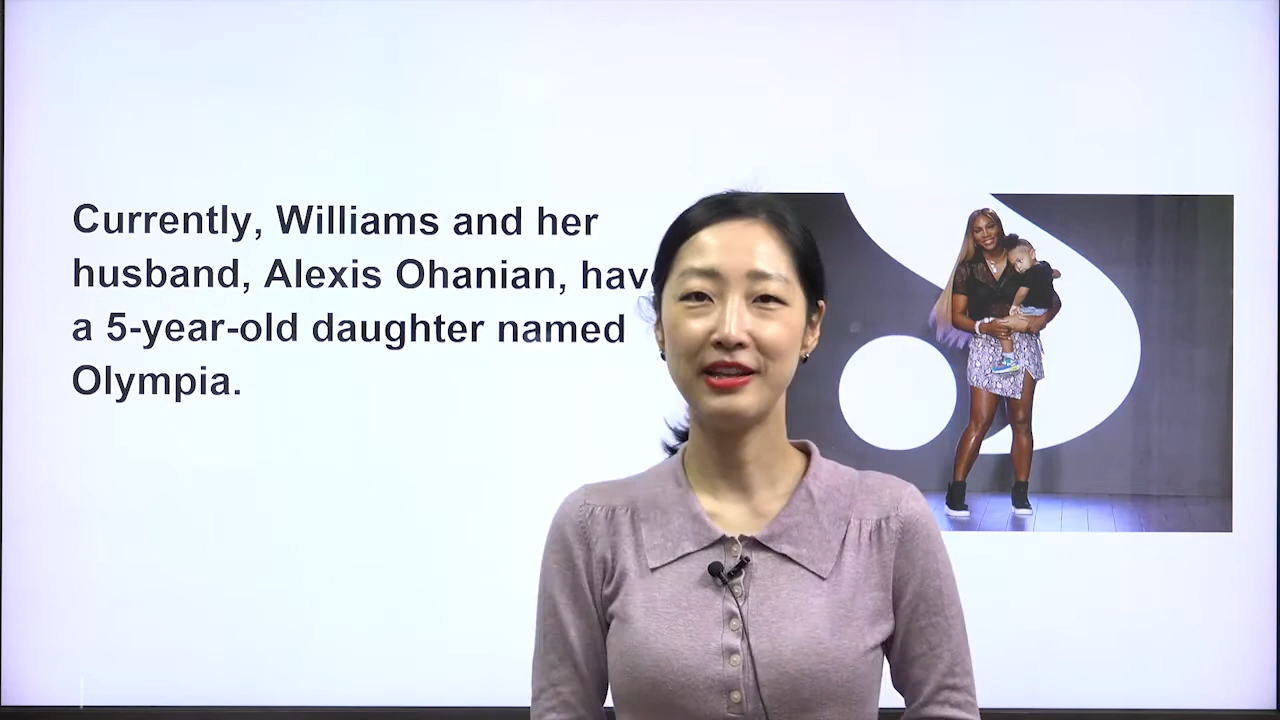 Currently, Williams and her
husband, Alexis Ohanian, hav
a 5-year-old daughter named
Olympia.